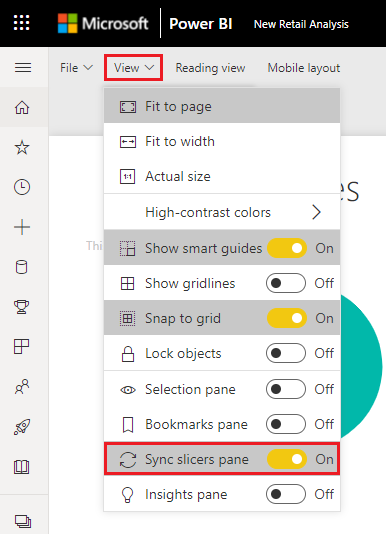 Microsoft Power BI New Retail Analysis
File View Reading view Mobile layout
Fit to page
Fit to width
1:1 Actual size
High-contrast colors
Show smart guides On
Show gridlines Off
Snap to grid On
Lock objects Off
Selection pane Off
Bookmarks pane Off
Sync slicers pane On
Insights pane Off
es
Thi